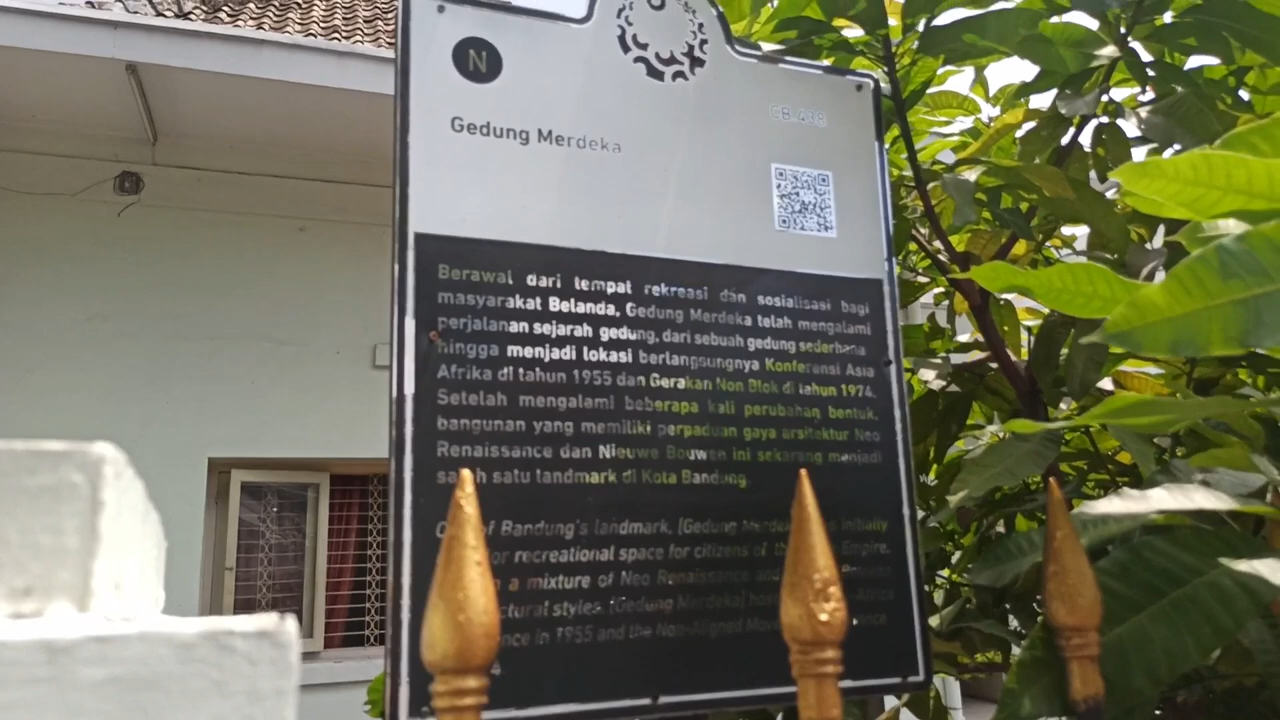 N
CB 438
Gedung Merdeka
Berawal dari tempat rekreasi dan sosialisasi bagi
masyarakat Belanda, Gedung Merdeka telah mengalami
perjalanan sejarah gedung, dari sebuah gedung sederhana
hingga menjadi lokasi berlangsungnya Konferensi Asia
Afrika di tahun 1955 dan Gerakan Non Blok di tahun 1974.
Setelah mengalami beberapa kali perubahan bentuk,
bangunan yang memiliki perpaduan gaya arsitektur Neo
Renaissance dan Nieuwe Bouwen ini sekarang menjadi
salah satu landmark di Kota Bandung.
of Bandung's landmark, [Gedung Merdeka] initially
or recreational space for citizens of Empire.
a mixture of Neo Renaissance and
styles. [Gedung Merdeka]
in 1955 and the Non-Aligned